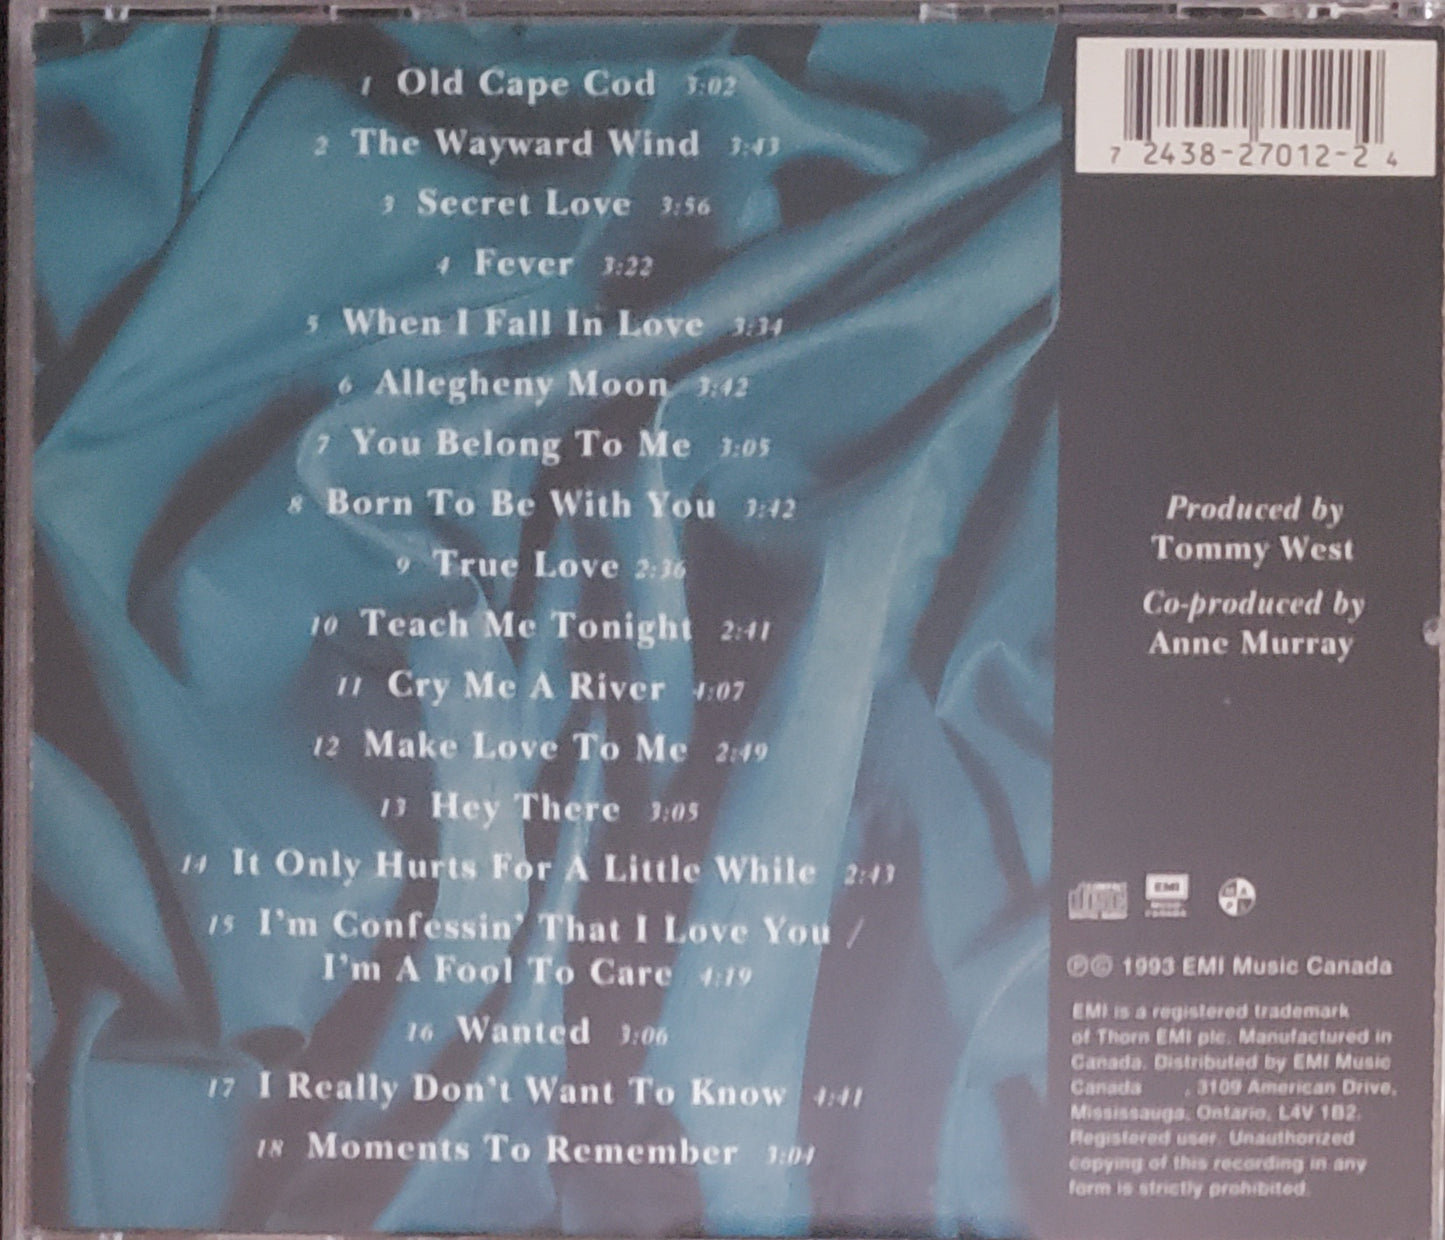 1 Old Cape Cod 3:02
2 The Wayward Wind 3:43
3 Secret Love 3:56
4 Fever 3:22
5 When I Fall In Love 3:34
6 Allegheny Moon 3:42
7 You Belong To Me 3:05
8 Born To Be With You 3:42
9 True Love 2:36
10 Teach Me Tonight 2:41
11 Cry Me A River 4:07
12 Make Love To Me 2:49
13 Hey There 3:05
14 It Only Hurts For A Little While 2:43
15 I'm Confessin' That I Love You /
I'm A Fool To Care 4:19
16 Wanted 3:06
17 I Really Don't Want To Know 4:41
18 Moments To Remember 3:04
7 2438-27012-2 4
Produced by
Tommy West
Co-produced by
Anne Murray
EMI
℗© 1993 EMI Music Canada
EMI is a registered trademark
of Thorn EMI plc. Manufactured in
Canada. Distributed by EMI Music
Canada , 3109 American Drive,
Mississauga, Ontario, L4V 1B2.
Registered user. Unauthorized
copying of this recording in any
form is strictly prohibited.